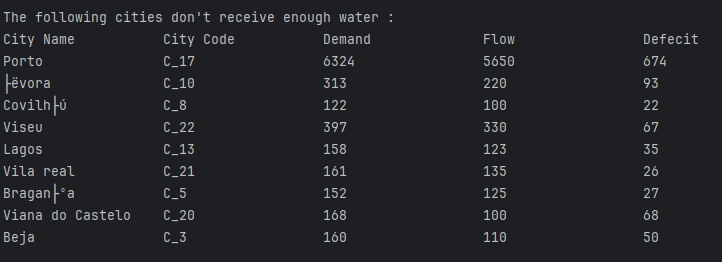 The following cities don't receive enough water :
City Name City Code Demand Flow Defecit
Porto C_17 6324 5650 674
├ëvora C_10 313 220 93
Covilh├ú C_8 122 100 22
Viseu C_22 397 330 67
Lagos C_13 158 123 35
Vila real C_21 161 135 26
Bragan├ºa C_5 152 125 27
Viana do Castelo C_20 168 100 68
Beja C_3 160 110 50